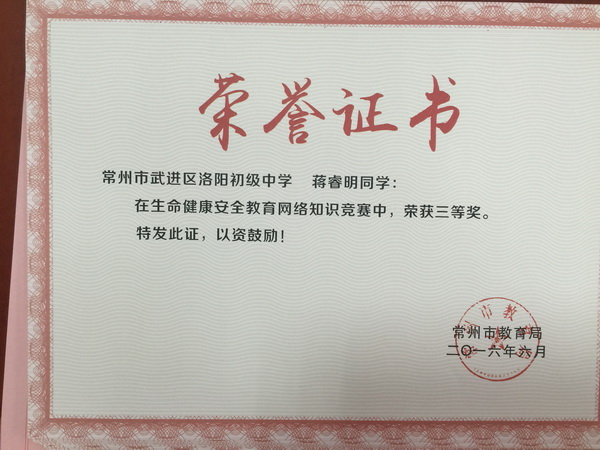 荣誉证书
常州市武进区洛阳初级中学 蒋睿明同学：
在生命健康安全教育网络知识竞赛中，荣获三等奖。
特发此证，以资鼓励！
常州市教育局
二〇一六年六月